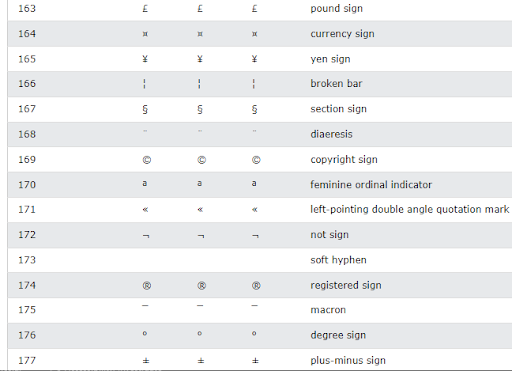 163 £ £ £ pound sign
164 ¤ ¤ ¤ currency sign
165 ¥ ¥ ¥ yen sign
166 ¦ ¦ ¦ broken bar
167 § § § section sign
168 ¨ ¨ ¨ diaeresis
169 © © © copyright sign
170 ª ª ª feminine ordinal indicator
171 « « « left-pointing double angle quotation mark
172 ¬ ¬ ¬ not sign
173 soft hyphen
174 ® ® ® registered sign
175 ¯ ¯ ¯ macron
176 ° ° ° degree sign
177 ± ± ± plus-minus sign